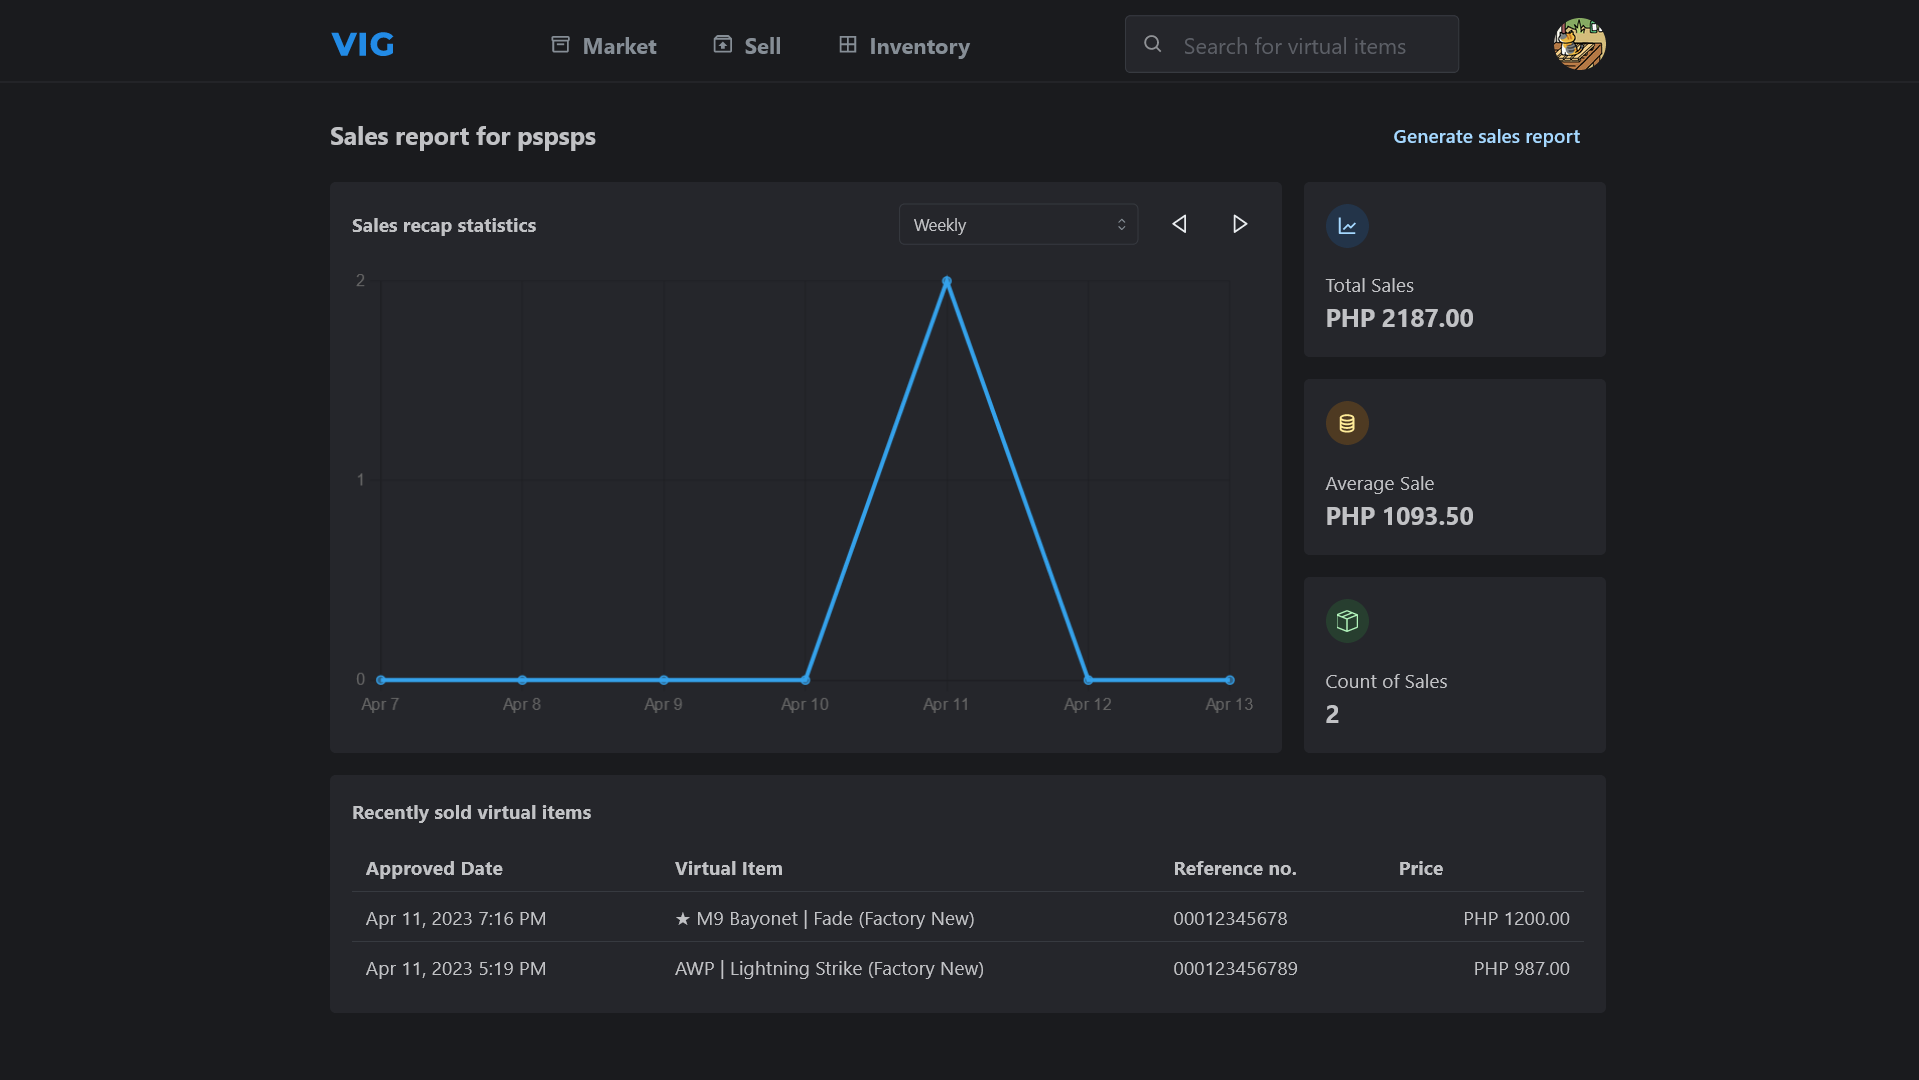 VIG
Market
Sell
Inventory
Search for virtual items
Sales report for pspsps
Generate sales report
Sales recap statistics
Weekly
2
1
0
Apr 7
Apr 8
Apr 9
Apr 10
Apr 11
Apr 12
Apr 13
Total Sales
PHP 2187.00
Average Sale
PHP 1093.50
Count of Sales
2
Recently sold virtual items
Approved Date Virtual Item Reference no. Price
Apr 11, 2023 7:16 PM ★ M9 Bayonet | Fade (Factory New) 00012345678 PHP 1200.00
Apr 11, 2023 5:19 PM AWP | Lightning Strike (Factory New) 000123456789 PHP 987.00